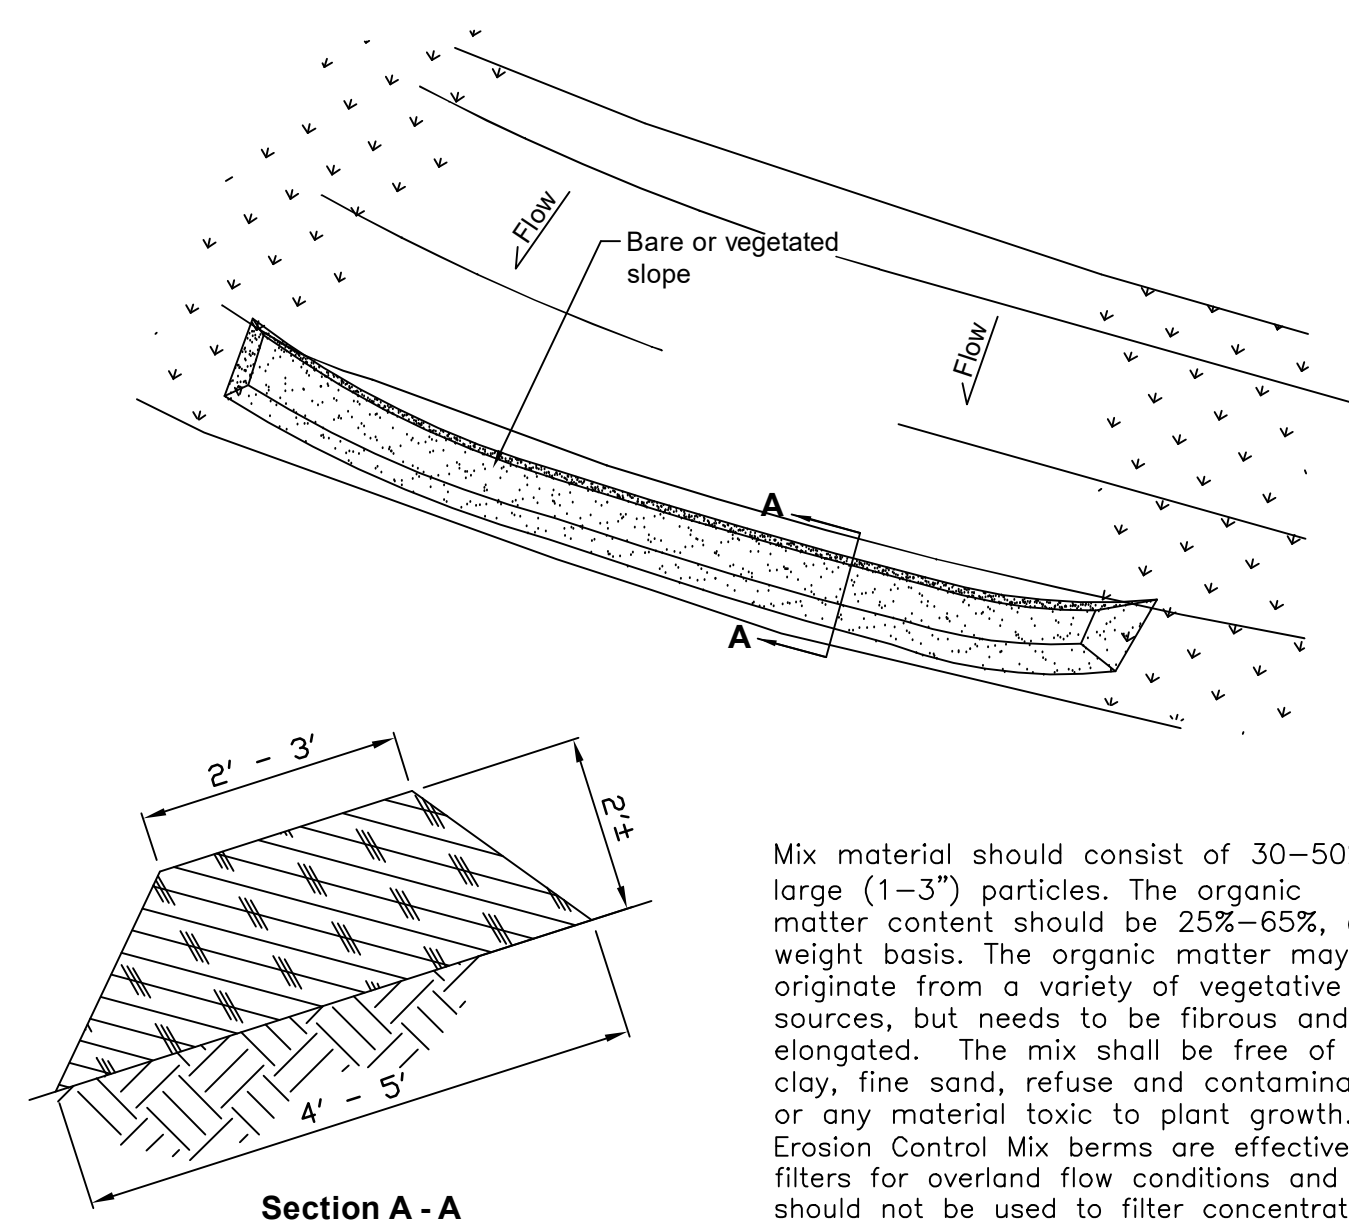 Flow
Bare or vegetated
slope
Flow
A
A
2' - 3'
2'±
4' - 5'
Section A - A
Mix material should consist of 30–50
large (1–3") particles. The organic
matter content should be 25%–65%,
weight basis. The organic matter may
originate from a variety of vegetative
sources, but needs to be fibrous and
elongated. The mix shall be free of
clay, fine sand, refuse and contamina
or any material toxic to plant growth.
Erosion Control Mix berms are effective
filters for overland flow conditions and
should not be used to filter concentrat